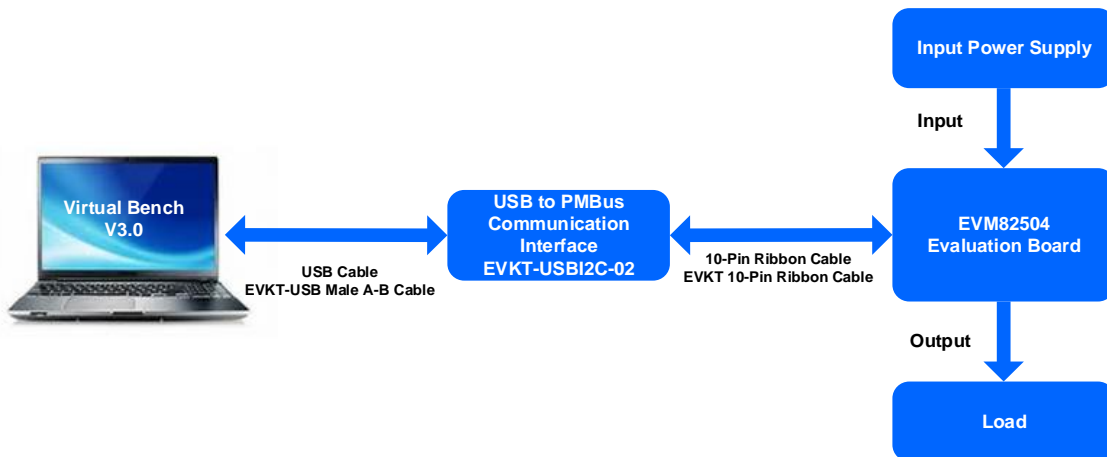 Input Power Supply
Input
Virtual Bench
V3.0
USB to PMBus
Communication
Interface
EVKT-USBI2C-02
EVM82504
Evaluation Board
USB Cable
EVKT-USB Male A-B Cable
10-Pin Ribbon Cable
EVKT 10-Pin Ribbon Cable
Output
Load